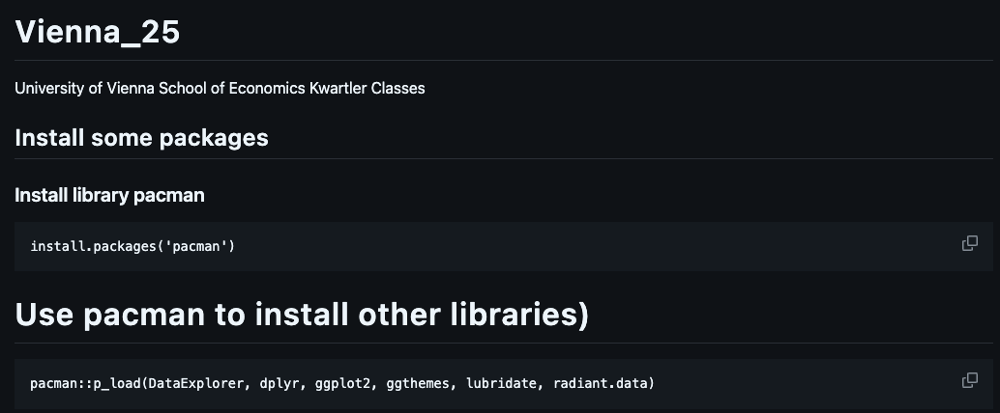 Vienna_25
University of Vienna School of Economics Kwartler Classes
Install some packages
Install library pacman
install.packages('pacman')
Use pacman to install other libraries)
pacman::p_load(DataExplorer, dplyr, ggplot2, ggthemes, lubridate, radiant.data)